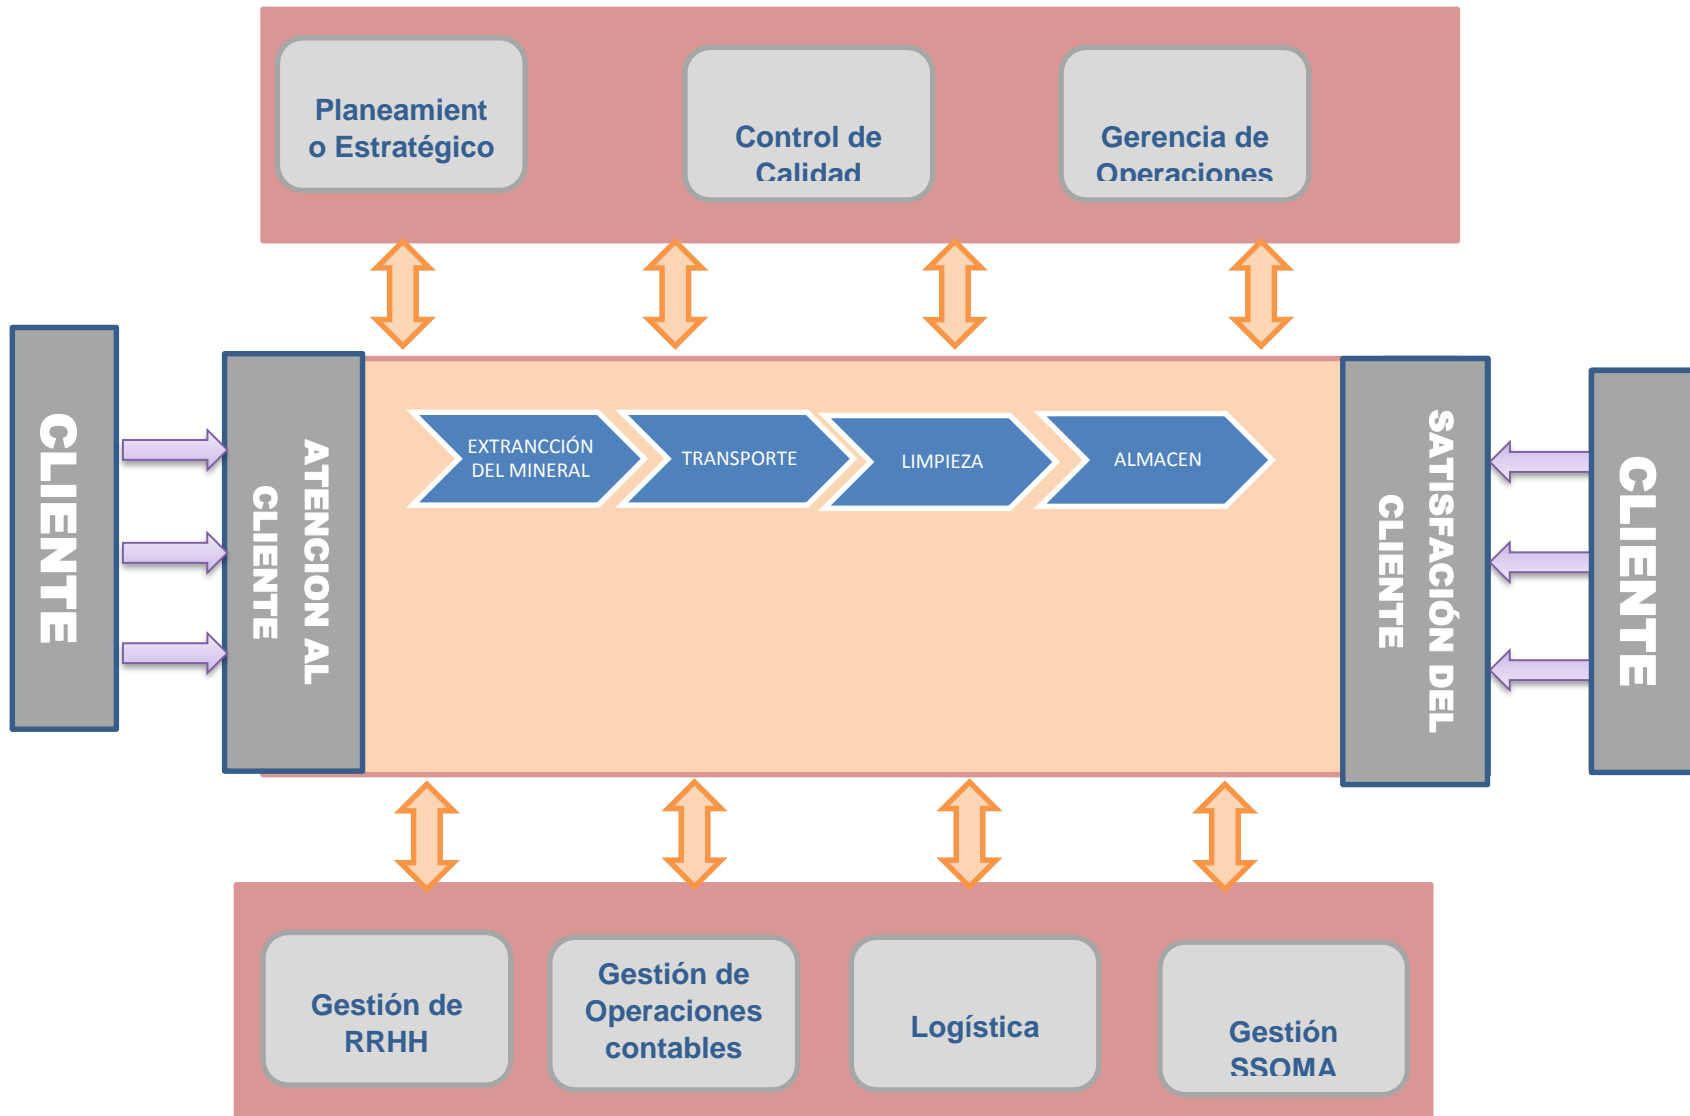 Planeamient
o Estratégico
Control de
Calidad
Gerencia de
Operaciones
CLIENTE
ATENCION AL
CLIENTE
EXTRANCCIÓN
DEL MINERAL
TRANSPORTE
LIMPIEZA
ALMACEN
SATISFACIÓN DEL
CLIENTE
CLIENTE
Gestión de
RRHH
Gestión de
Operaciones
contables
Logística
Gestión
SSOMA